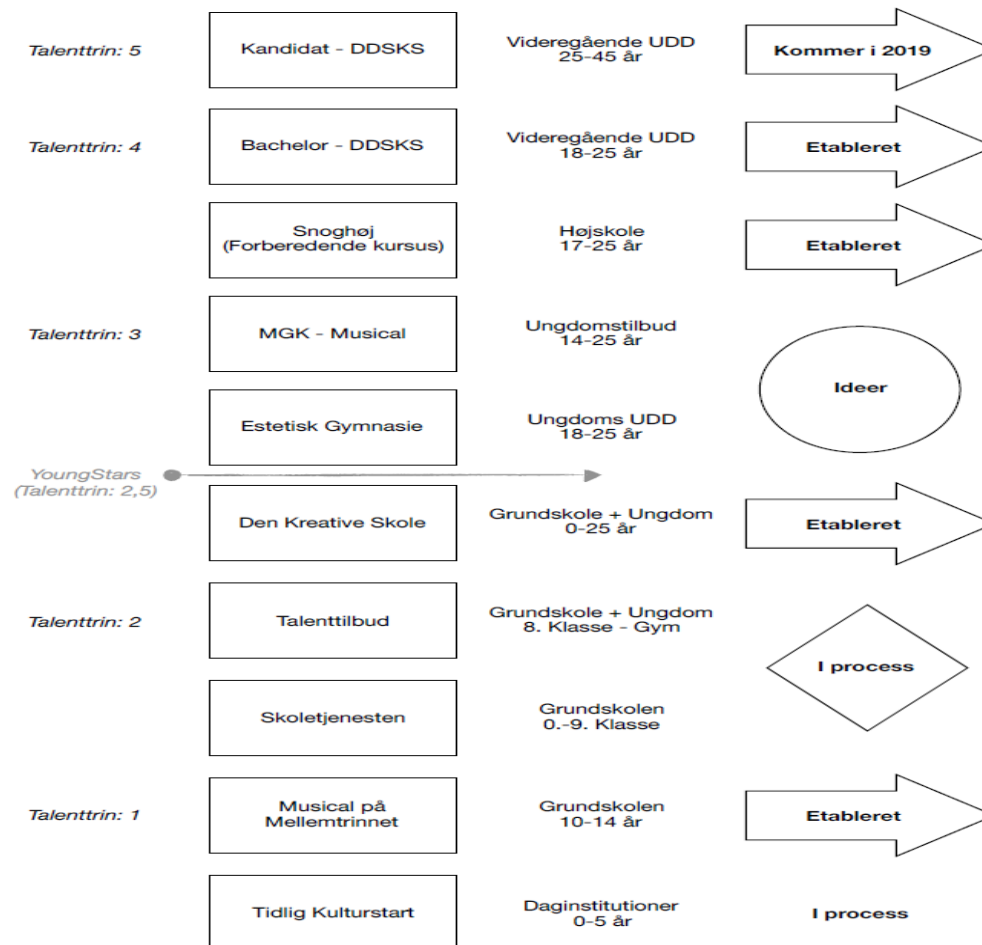 Talenttrin: 5
Kandidat - DDSKS
Videregående UDD
25-45 år
Kommer i 2019
Talenttrin: 4
Bachelor - DDSKS
Videregående UDD
18-25 år
Etableret
Snoghøj
(Forberedende kursus)
Højskole
17-25 år
Etableret
Talenttrin: 3
MGK - Musical
Ungdomstilbud
14-25 år
Ideer
Estetisk Gymnasie
Ungdoms UDD
18-25 år
YoungStars
(Talenttrin: 2,5)
Den Kreative Skole
Grundskole + Ungdom
0-25 år
Etableret
Talenttrin: 2
Talenttilbud
Grundskole + Ungdom
8. Klasse - Gym
I process
Skoletjenesten
Grundskolen
0.-9. Klasse
Talenttrin: 1
Musical på
Mellemtrinnet
Grundskolen
10-14 år
Etableret
Tidlig Kulturstart
Daginstitutioner
0-5 år
I process